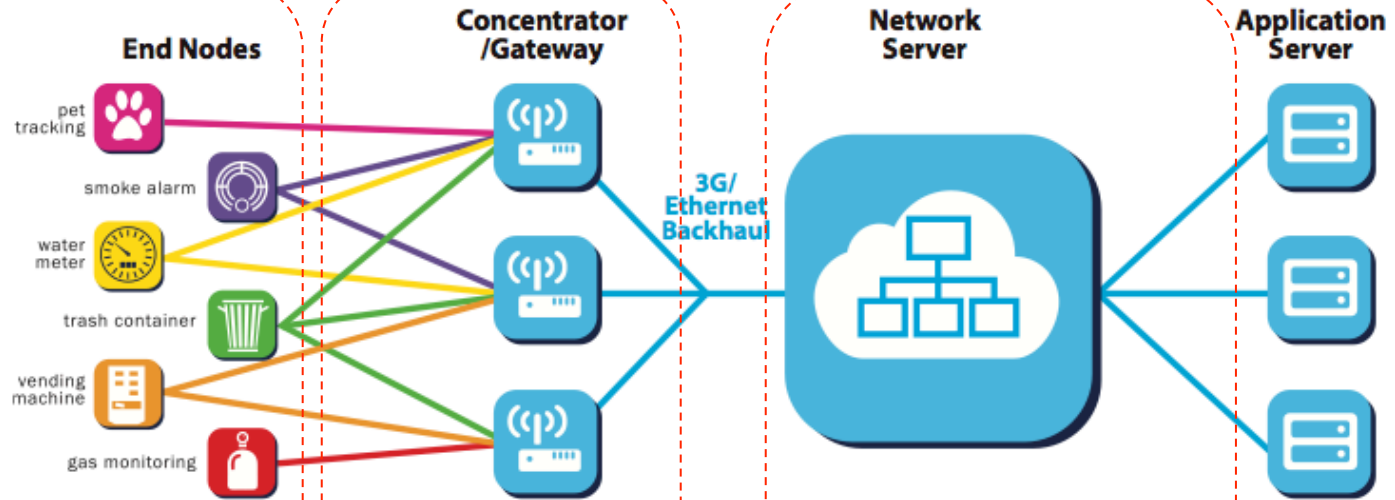 End Nodes
Concentrator
/Gateway
Network
Server
Application
Server
pet
tracking
smoke alarm
water
meter
trash container
vending
machine
gas monitoring
3G/
Ethernet
Backhaul